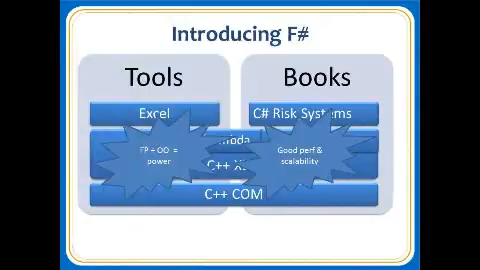 Introducing F#
Tools
Books
Excel
C# Risk Systems
FP + OO =
power
Good perf &
scalability
C++
C++ COM